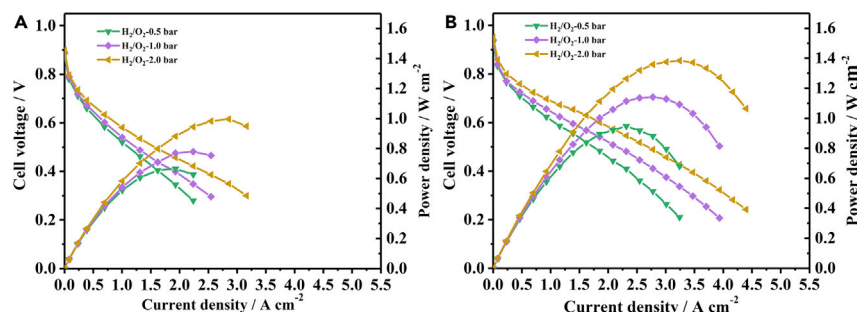 A
H₂/O₂-0.5 bar
H₂/O₂-1.0 bar
H₂/O₂-2.0 bar
Cell voltage / V
1.0
0.8
0.6
0.4
0.2
0.0
0.0 0.5 1.0 1.5 2.0 2.5 3.0 3.5 4.0 4.5 5.0 5.5
Current density / A cm⁻²
1.6
1.4
1.2
1.0
0.8
0.6
0.4
0.2
0.0
Power density / W cm⁻²
B
H₂/O₂-0.5 bar
H₂/O₂-1.0 bar
H₂/O₂-2.0 bar
Cell voltage / V
1.0
0.8
0.6
0.4
0.2
0.0
0.0 0.5 1.0 1.5 2.0 2.5 3.0 3.5 4.0 4.5 5.0 5.5
Current density / A cm⁻²
1.6
1.4
1.2
1.0
0.8
0.6
0.4
0.2
0.0
Power density / W cm⁻²